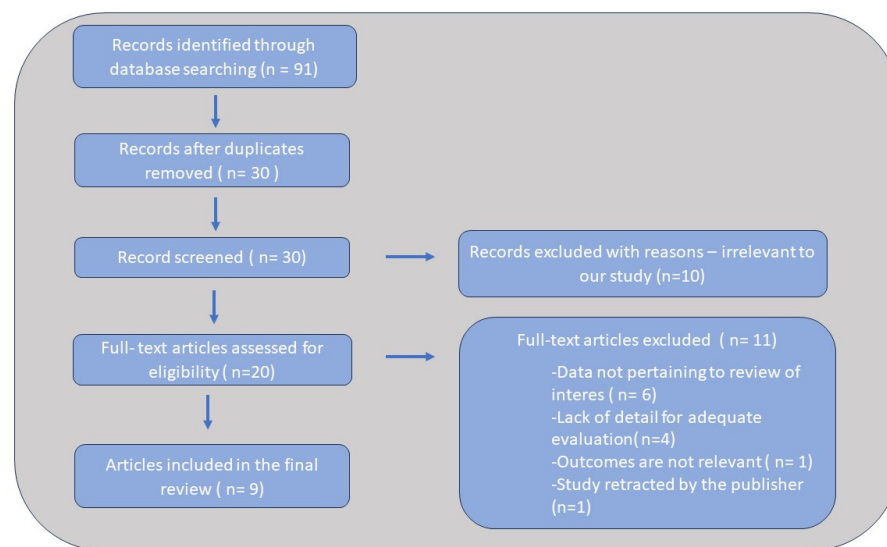 Records identified through
database searching (n = 91)
Records after duplicates
removed ( n= 30 )
Record screened ( n= 30)
Records excluded with reasons – irrelevant to
our study (n=10)
Full- text articles assessed for
eligibility ( n=20)
Full-text articles excluded  ( n= 11)
-Data not pertaining to review of
interes ( n= 6)
-Lack of detail for adequate
evaluation( n=4)
-Outcomes are not relevant ( n= 1)
-Study retracted by the publisher
(n=1)
Articles included in the final
review ( n= 9)